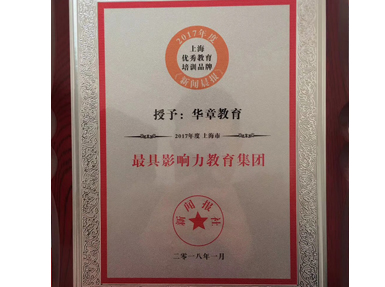 2017年度
上海
优秀教育
培训品牌
新闻晨报
授予：华章教育
2017年度 上海市
最具影响力教育集团
新闻报社
二零一八年一月